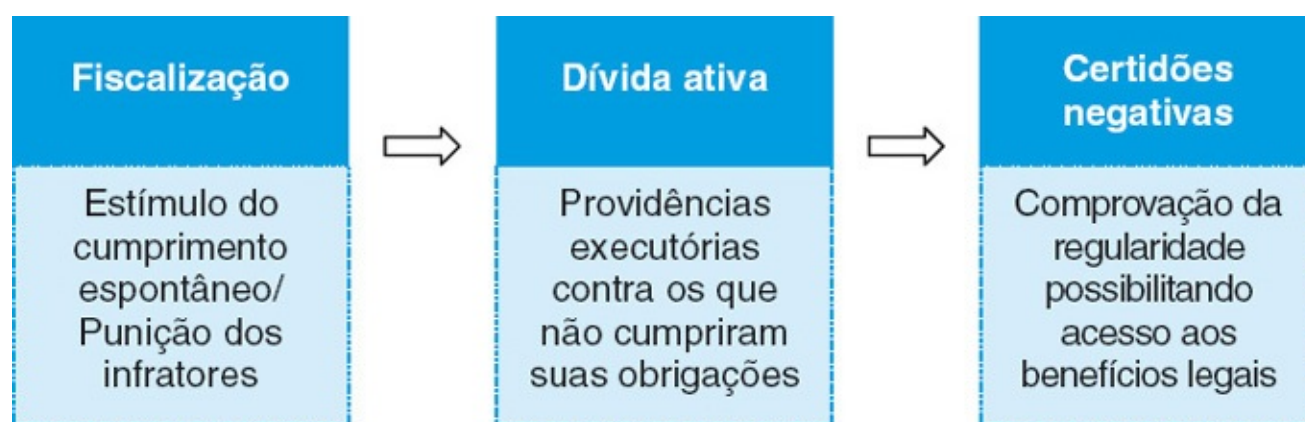 Fiscalização
Estímulo do
cumprimento
espontâneo/
Punição dos
infratores
Dívida ativa
Providências
executórias
contra os que
não cumpriram
suas obrigações
Certidões
negativas
Comprovação da
regularidade
possibilitando
acesso aos
benefícios legais